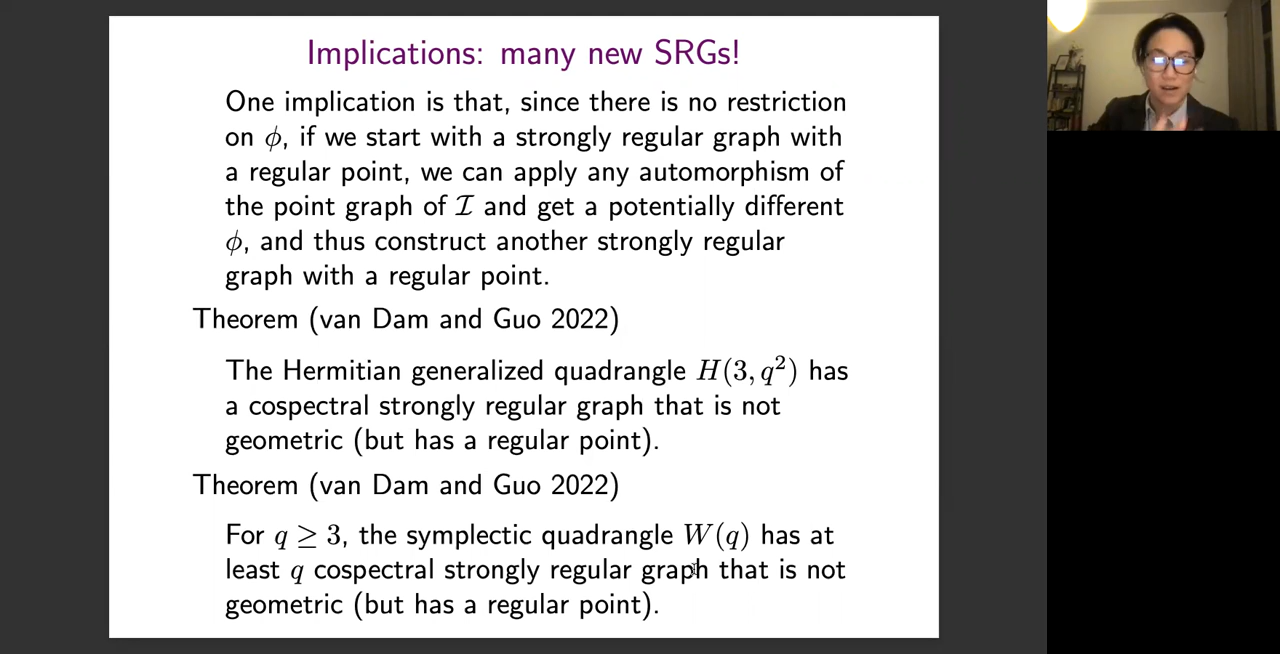 Implications: many new SRGs!
One implication is that, since there is no restriction
on ϕ, if we start with a strongly regular graph with
a regular point, we can apply any automorphism of
the point graph of ℐ and get a potentially different
ϕ, and thus construct another strongly regular
graph with a regular point.
Theorem (van Dam and Guo 2022)
The Hermitian generalized quadrangle H(3, q²) has
a cospectral strongly regular graph that is not
geometric (but has a regular point).
Theorem (van Dam and Guo 2022)
For q ≥ 3, the symplectic quadrangle W(q) has at
least q cospectral strongly regular graph that is not
geometric (but has a regular point).